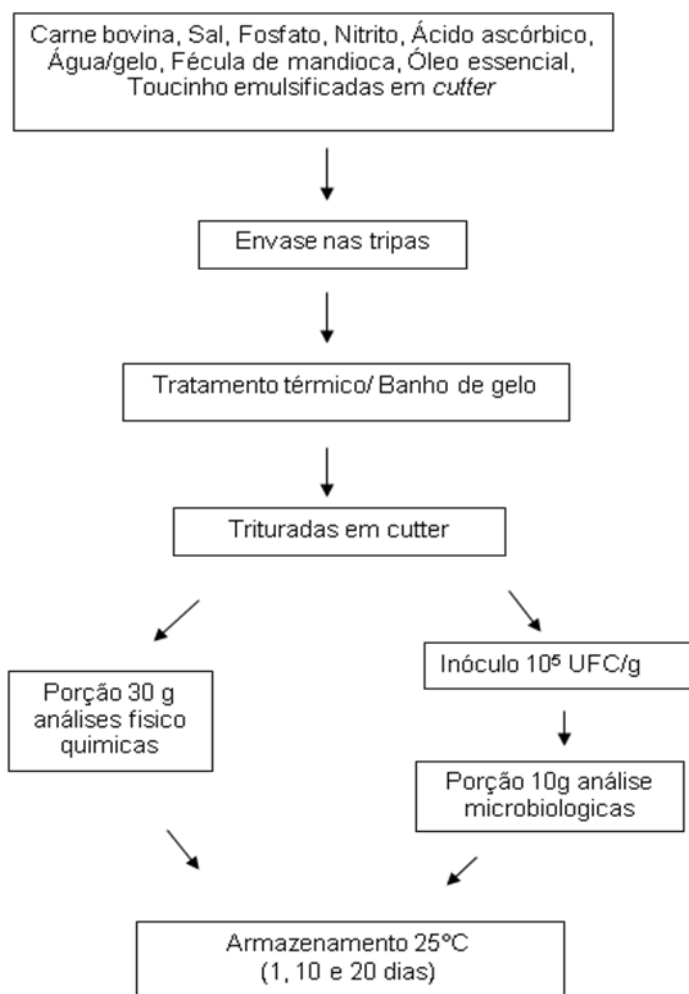 Carne bovina, Sal, Fosfato, Nitrito, Ácido ascórbico,
Água/gelo, Fécula de mandioca, Óleo essencial,
Toucinho emulsificadas em cutter
Envase nas tripas
Tratamento térmico/ Banho de gelo
Trituradas em cutter
Inóculo 10⁵ UFC/g
Porção 30 g
análises fisico
quimicas
Porção 10g análise
microbiologicas
Armazenamento 25°C
(1, 10 e 20 dias)